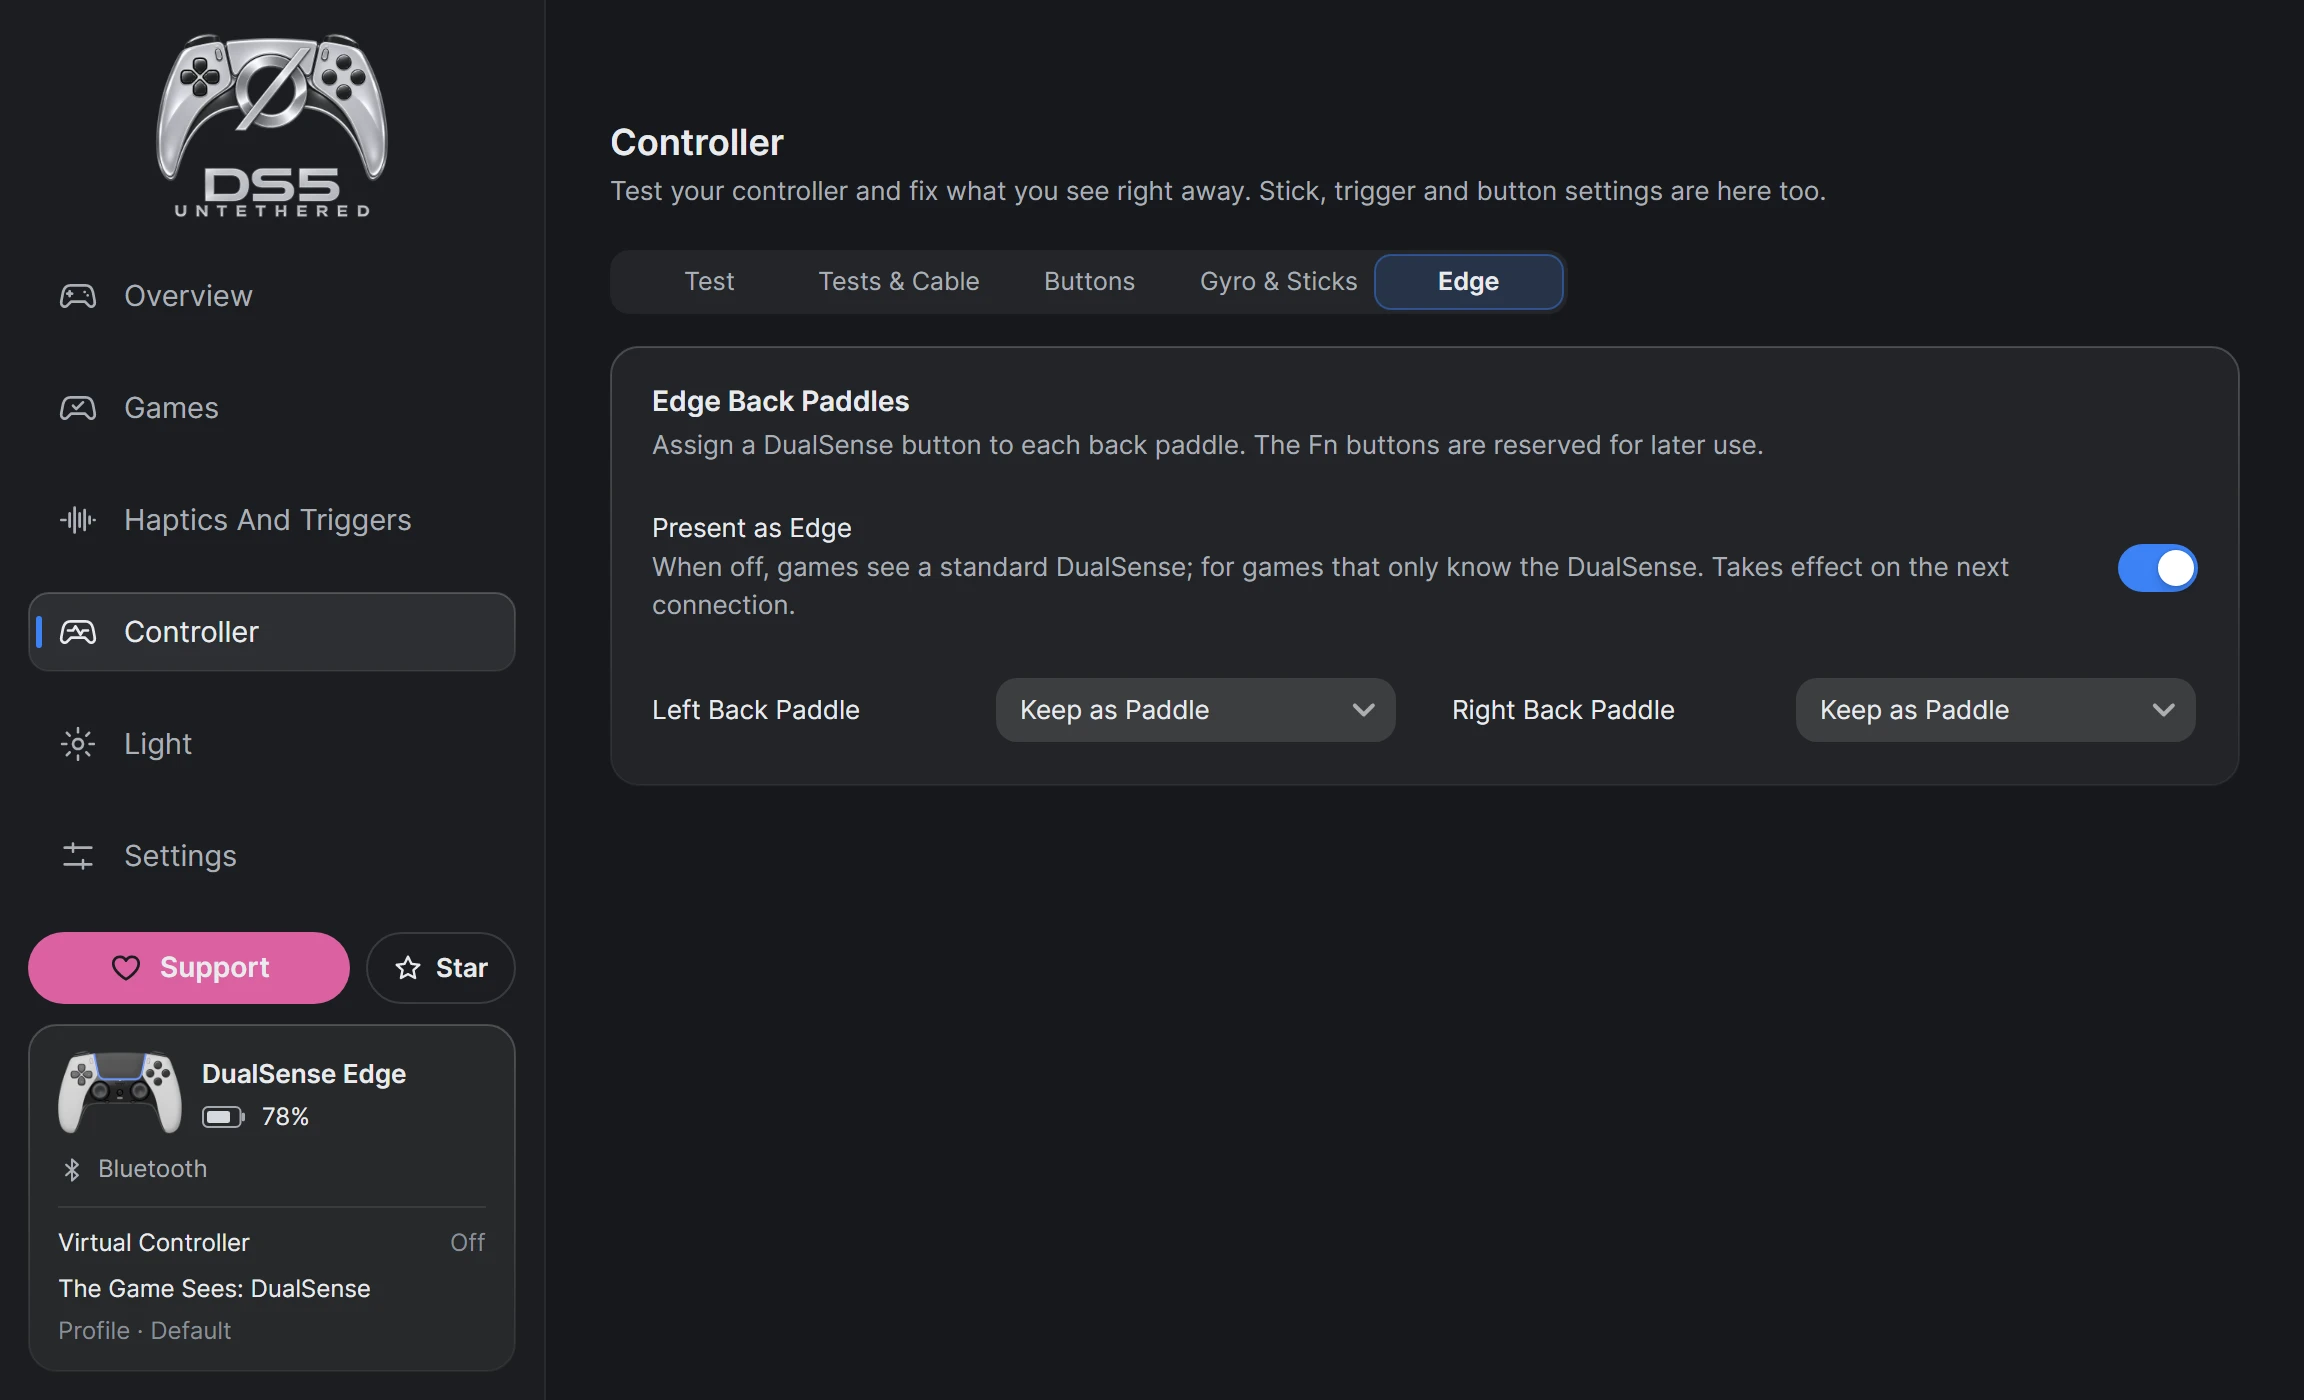 DS5
UNTETHERED
Overview
Games
Haptics And Triggers
Controller
Light
Settings
Support
Star
DualSense Edge
78%
Bluetooth
Virtual Controller
Off
The Game Sees: DualSense
Profile · Default
Controller
Test your controller and fix what you see right away. Stick, trigger and button settings are here too.
Test
Tests & Cable
Buttons
Gyro & Sticks
Edge
Edge Back Paddles
Assign a DualSense button to each back paddle. The Fn buttons are reserved for later use.
Present as Edge
When off, games see a standard DualSense; for games that only know the DualSense. Takes effect on the next
connection.
Left Back Paddle
Keep as Paddle
Right Back Paddle
Keep as Paddle